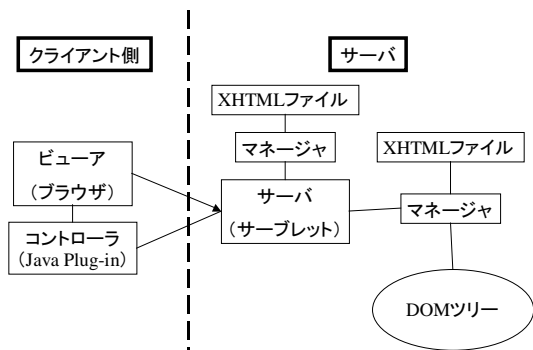 クライアント側
サーバ
XHTMLファイル
マネージャ
XHTMLファイル
ビューア
（ブラウザ）
サーバ
（サーブレット）
マネージャ
コントローラ
（Java Plug-in）
DOMツリー